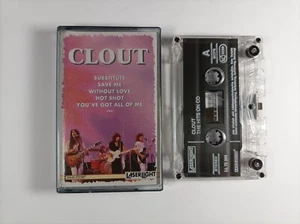 CLOUT
SUBSTITUTE
SAVE ME
WITHOUT LOVE
HOT SHOT
YOU'VE GOT ALL OF ME
...
LASERLIGHT
A
CLOUT
THE HITS ON CD
LASERLIGHT